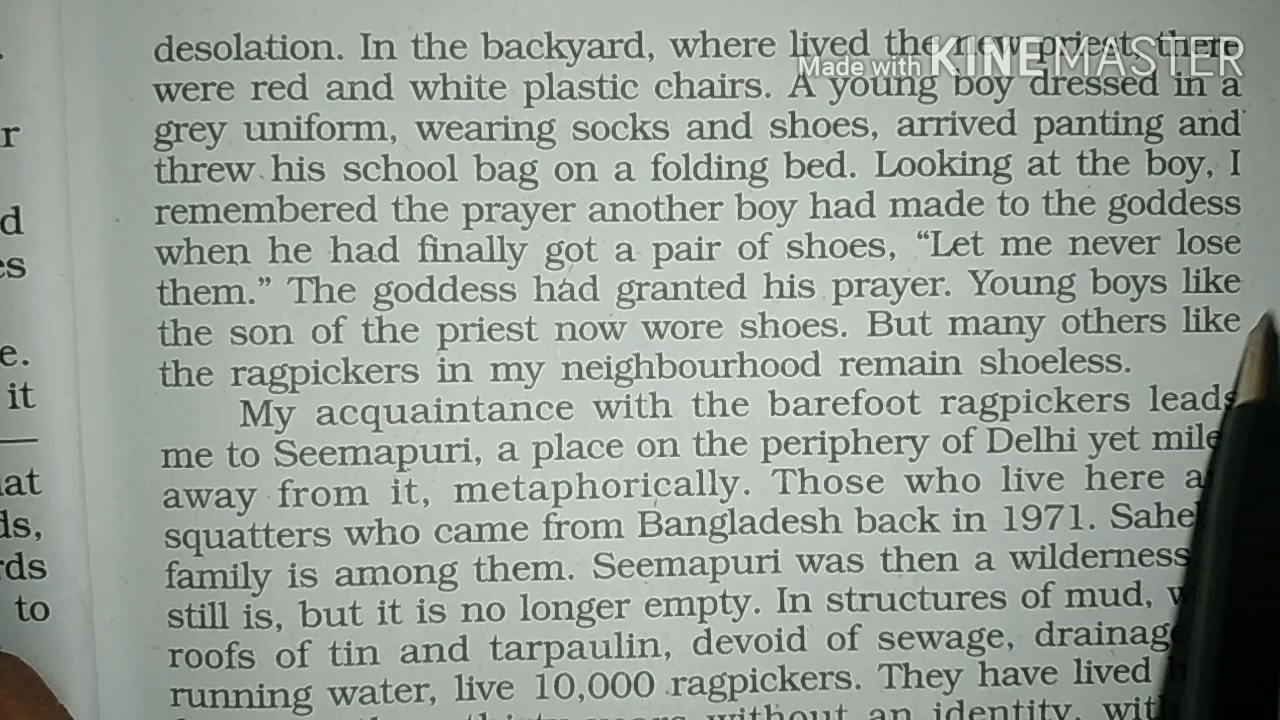 desolation. In the backyard, where lived the new priest, there
Made with KINEMASTER
were red and white plastic chairs. A young boy dressed in a
grey uniform, wearing socks and shoes, arrived panting and
threw his school bag on a folding bed. Looking at the boy, I
remembered the prayer another boy had made to the goddess
when he had finally got a pair of shoes, “Let me never lose
them.” The goddess had granted his prayer. Young boys like
the son of the priest now wore shoes. But many others like
the ragpickers in my neighbourhood remain shoeless.
My acquaintance with the barefoot ragpickers leads
me to Seemapuri, a place on the periphery of Delhi yet
away from it, metaphorically. Those who live here
squatters who came from Bangladesh back in 1971.
family is among them. Seemapuri was then a wilderness
still is, but it is no longer empty. In structures of mud,
roofs of tin and tarpaulin, devoid of sewage,
running water, live 10,000 ragpickers. They have lived
without an identity,
e.
it
to